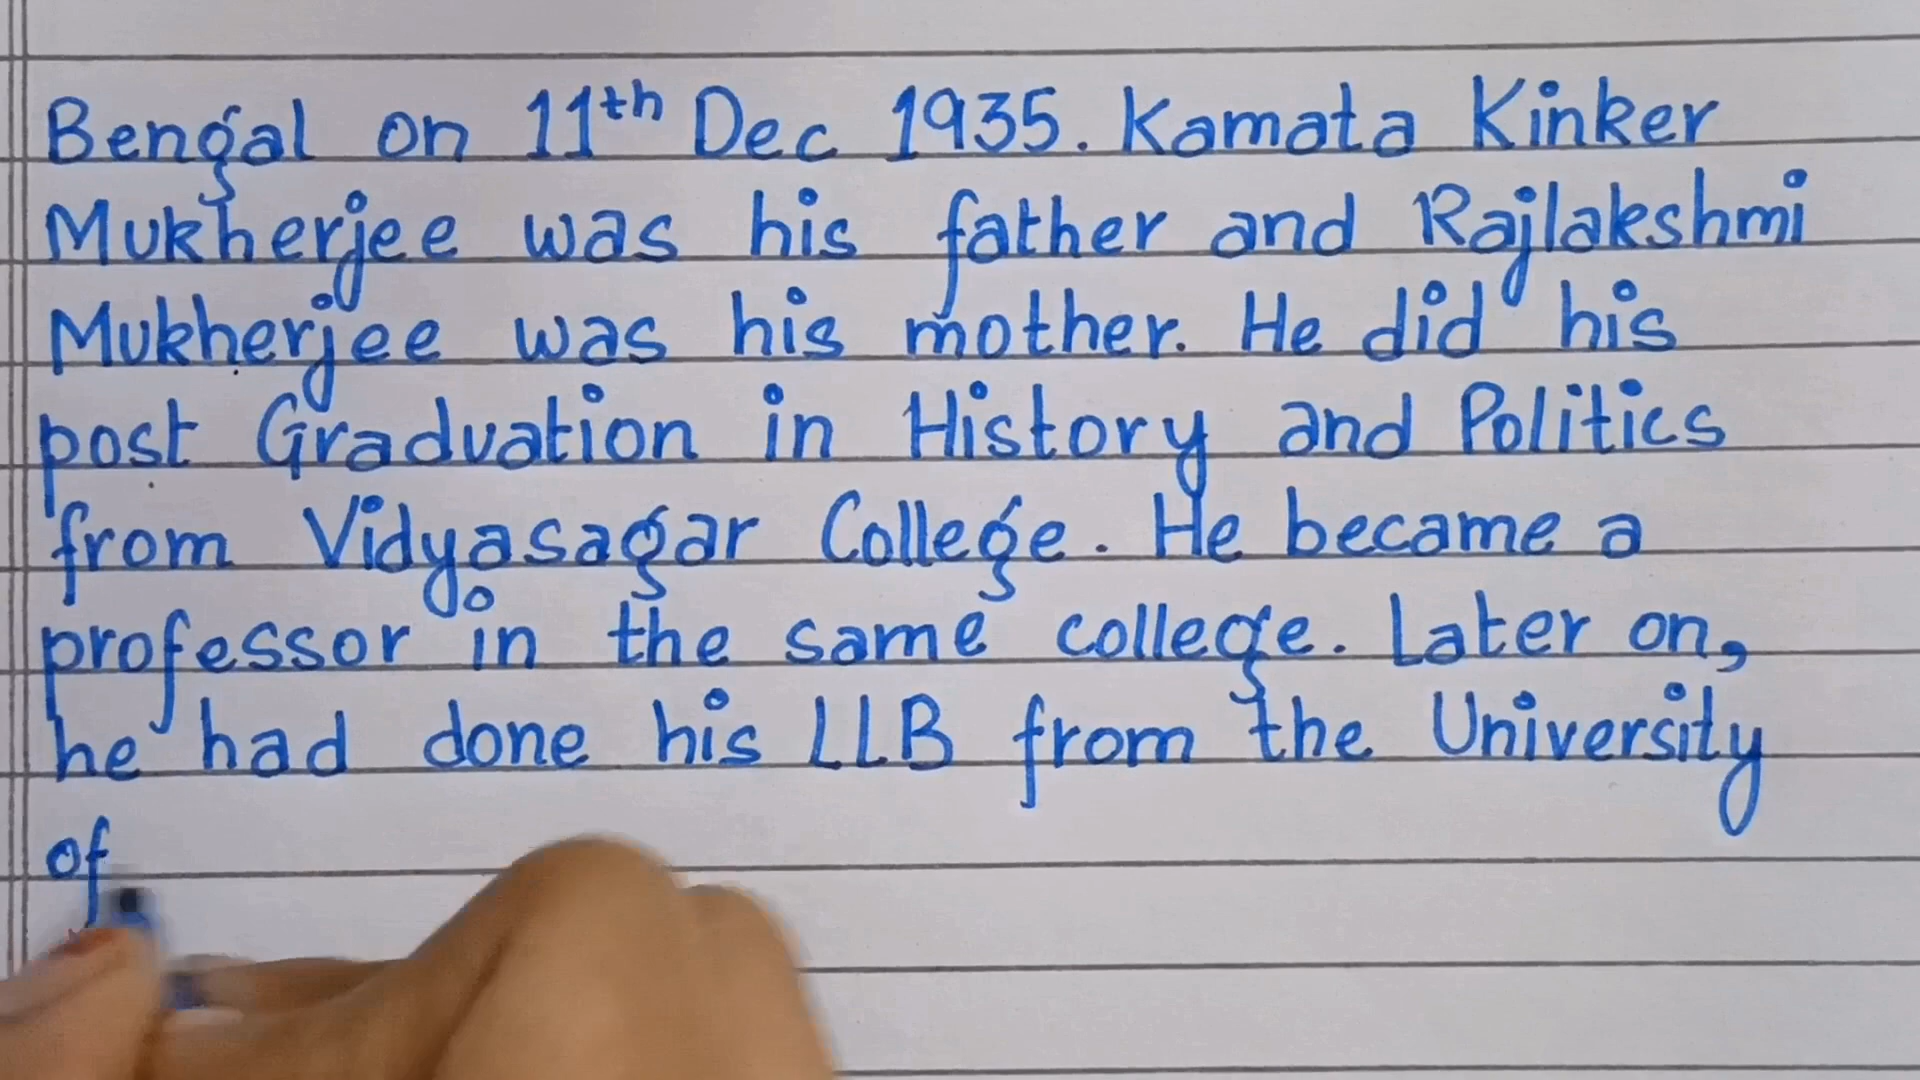 Bengal on 11th Dec 1935. Kamata Kinker
Mukherjee was his father and Rajlakshmi
Mukherjee was his mother. He did his
post Graduation in History and Politics
from Vidyasagar College. He became a
professor in the same college. Later on,
he had done his LLB from the University
of